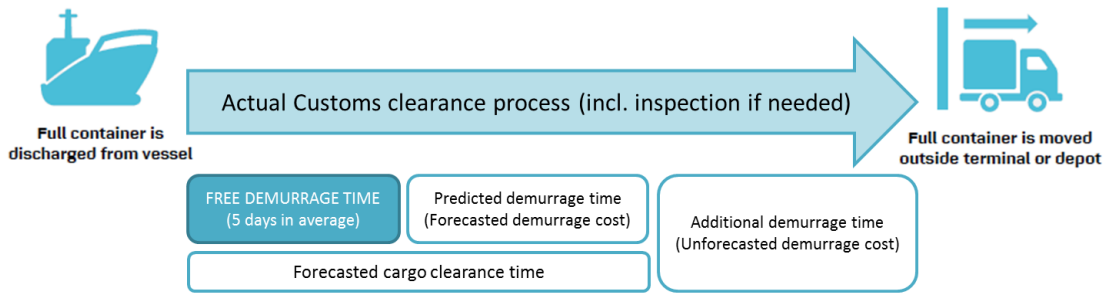 Actual Customs clearance process (incl. inspection if needed)
Full container is
discharged from vessel
Full container is moved
outside terminal or depot
FREE DEMURRAGE TIME
(5 days in average)
Predicted demurrage time
(Forecasted demurrage cost)
Additional demurrage time
(Unforecasted demurrage cost)
Forecasted cargo clearance time